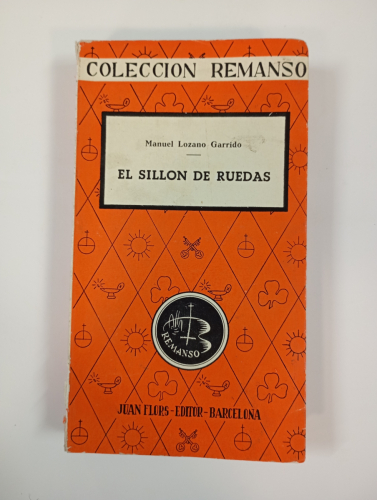 COLECCION REMANSO
Manuel Lozano Garrido
EL SILLON DE RUEDAS
REMANSO
JUAN FLORS-EDITOR-BARCELONA